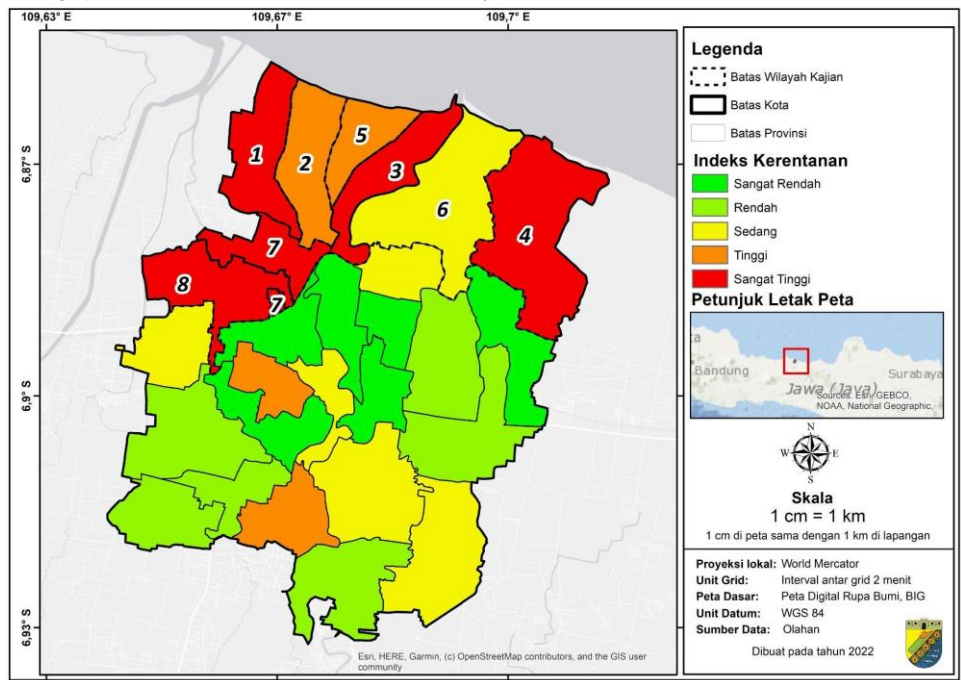 109,63° E
109,67° E
109,7° E
6,87° S
6,9° S
6,93° S
1
2
5
3
6
4
7
8
7
Esri, HERE, Garmin, (c) OpenStreetMap contributors, and the GIS user
community
Legenda
Batas Wilayah Kajian
Batas Kota
Batas Provinsi
Indeks Kerentanan
Sangat Rendah
Rendah
Sedang
Tinggi
Sangat Tinggi
Petunjuk Letak Peta
ta
Bandung
Surabaya
Jawa (Java)
Sources: Esri, GEBCO,
NOAA, National Geographic,
N
W
E
S
Skala
1 cm = 1 km
1 cm di peta sama dengan 1 km di lapangan
Proyeksi lokal: World Mercator
Unit Grid: Interval antar grid 2 menit
Peta Dasar: Peta Digital Rupa Bumi, BIG
Unit Datum: WGS 84
Sumber Data: Olahan
Dibuat pada tahun 2022